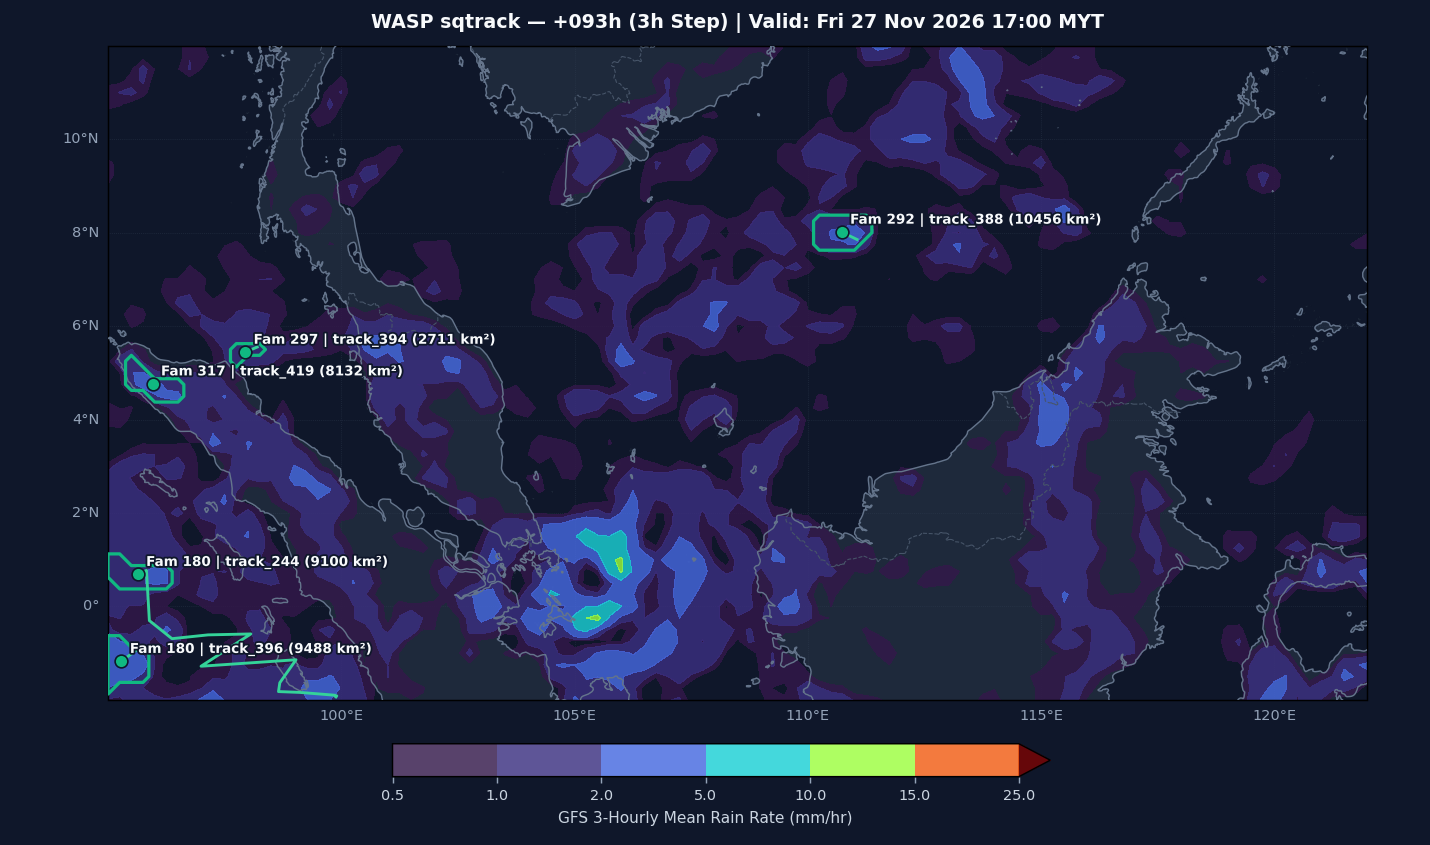 WASP sqtrack — +093h (3h Step) | Valid: Fri 27 Nov 2026 17:00 MYT
10°N
8°N
Fam 292 | track_388 (10456 km²)
6°N
Fam 297 | track_394 (2711 km²)
Fam 317 | track_419 (8132 km²)
4°N
2°N
Fam 180 | track_244 (9100 km²)
0°
Fam 180 | track_396 (9488 km²)
100°E 105°E 110°E 115°E 120°E
0.5 1.0 2.0 5.0 10.0 15.0 25.0
GFS 3-Hourly Mean Rain Rate (mm/hr)